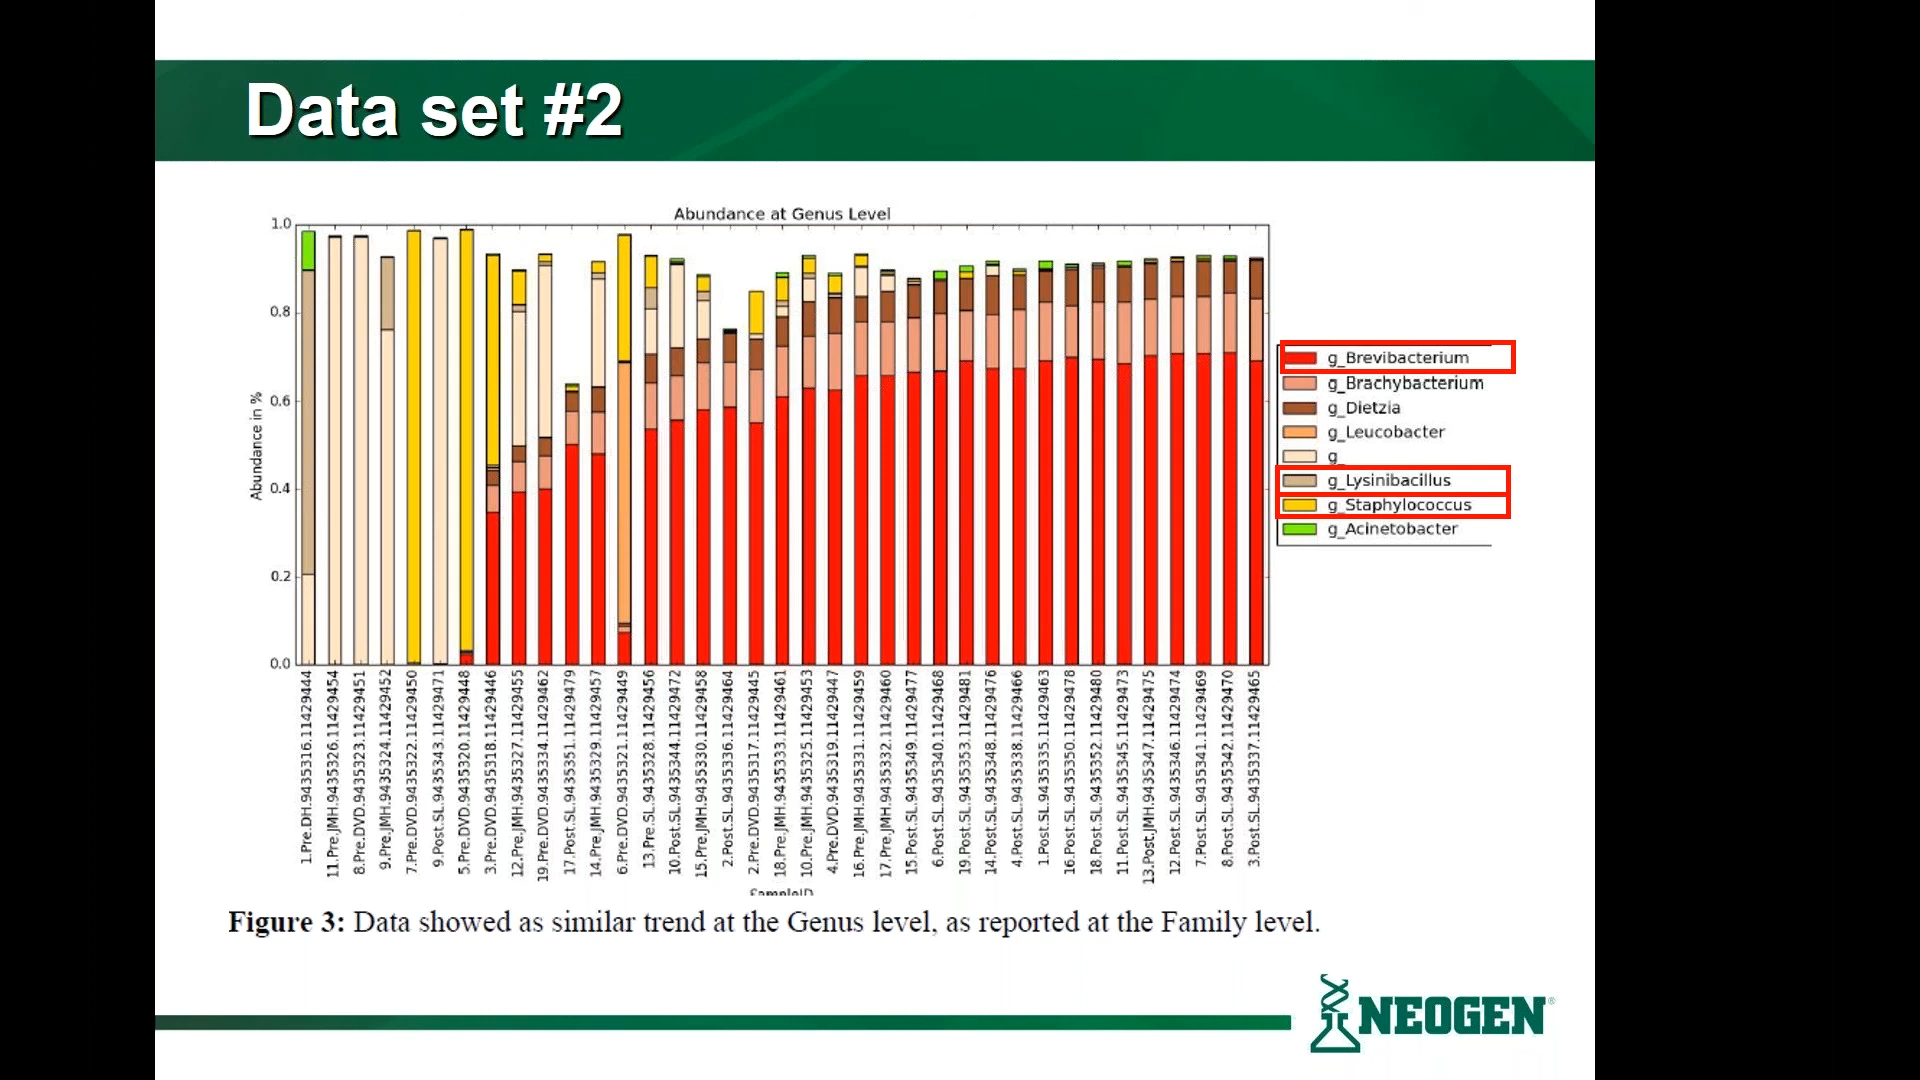 Data set #2
Abundance at Genus Level
1.0
0.8
0.6
0.4
0.2
0.0
Abundance in %
g_Brevibacterium
g_Brachybacterium
g_Dietzia
g_Leucobacter
g_
g_Lysinibacillus
g_Staphylococcus
g_Acinetobacter
1.Pre.DH.9435316.11429444
11.Pre.JMH.9435326.11429454
8.Pre.DVD.9435323.11429451
9.Pre.JMH.9435324.11429452
7.Pre.DVD.9435322.11429450
9.Post.SL.9435343.11429471
5.Pre.DVD.9435320.11429448
3.Pre.DVD.9435318.11429446
12.Pre.JMH.9435327.11429455
19.Pre.DVD.9435334.11429462
17.Post.SL.9435351.11429479
14.Pre.JMH.9435329.11429457
6.Pre.DVD.9435321.11429449
13.Pre.SL.9435328.11429456
10.Post.SL.9435344.11429472
15.Pre.JMH.9435330.11429458
2.Post.SL.9435336.11429464
2.Pre.DVD.9435317.11429445
18.Pre.JMH.9435333.11429461
10.Pre.JMH.9435325.11429453
4.Pre.DVD.9435319.11429447
16.Pre.JMH.9435331.11429459
17.Pre.JMH.9435332.11429460
15.Post.SL.9435349.11429477
6.Post.SL.9435340.11429468
19.Post.SL.9435353.11429481
14.Post.SL.9435348.11429476
4.Post.SL.9435338.11429466
1.Post.SL.9435335.11429463
16.Post.SL.9435350.11429478
18.Post.SL.9435352.11429480
11.Post.SL.9435345.11429473
13.Post.JMH.9435347.11429475
12.Post.SL.9435346.11429474
7.Post.SL.9435341.11429469
8.Post.SL.9435342.11429470
3.Post.SL.9435337.11429465
SampleID
Figure 3: Data showed as similar trend at the Genus level, as reported at the Family level.
NEOGEN®